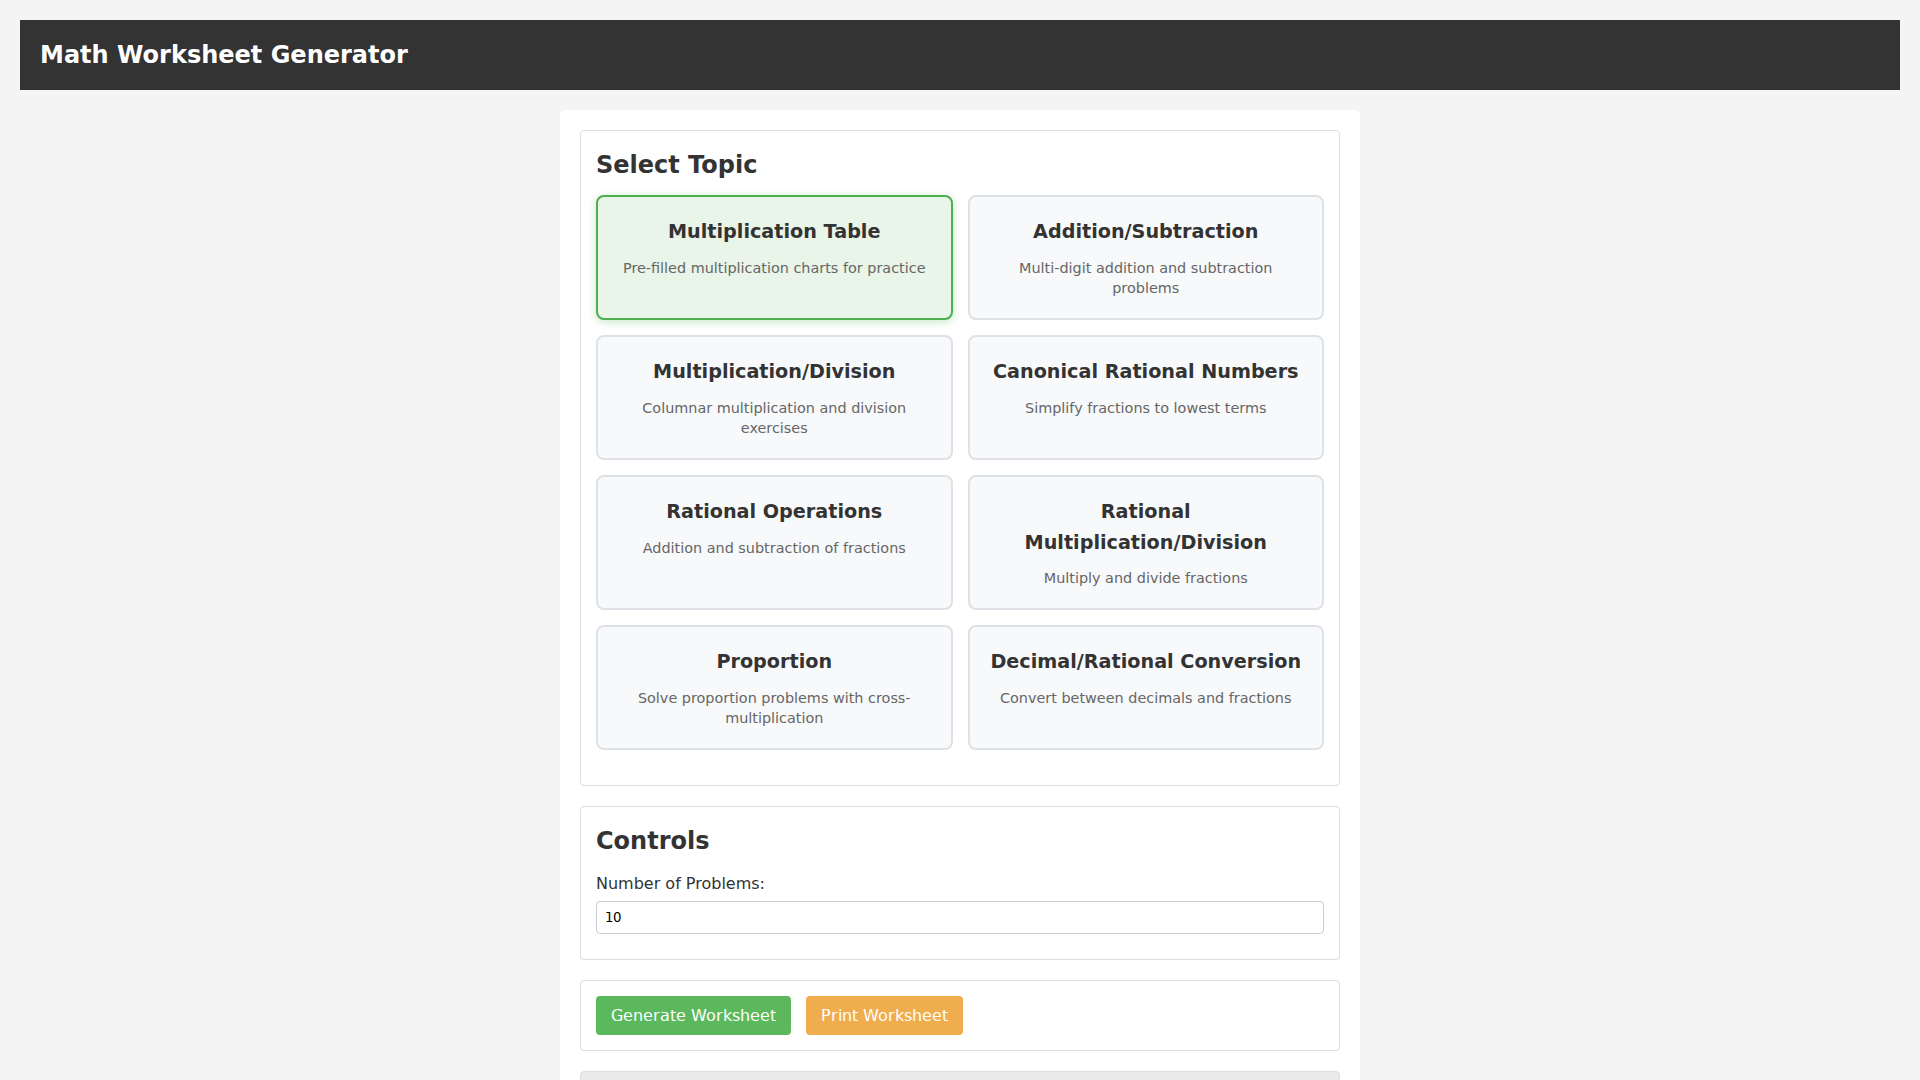 Math Worksheet Generator
Select Topic
Multiplication Table
Pre-filled multiplication charts for practice
Addition/Subtraction
Multi-digit addition and subtraction
problems
Multiplication/Division
Columnar multiplication and division
exercises
Canonical Rational Numbers
Simplify fractions to lowest terms
Rational Operations
Addition and subtraction of fractions
Rational
Multiplication/Division
Multiply and divide fractions
Proportion
Solve proportion problems with cross-
multiplication
Decimal/Rational Conversion
Convert between decimals and fractions
Controls
Number of Problems:
10
Generate Worksheet
Print Worksheet